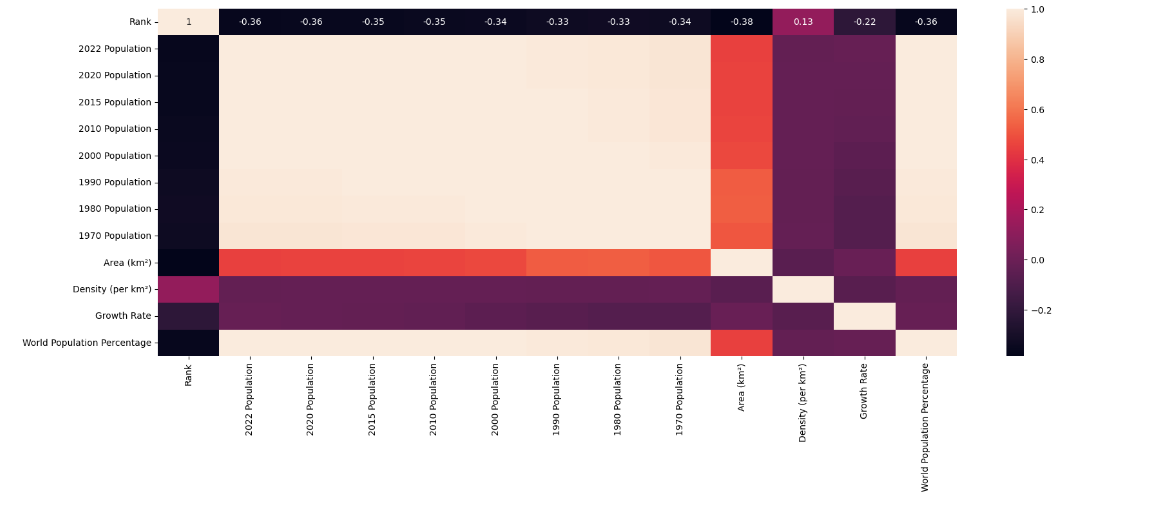 Rank
1 -0.36 -0.36 -0.35 -0.35 -0.34 -0.33 -0.33 -0.34 -0.38 0.13 -0.22 -0.36
2022 Population
2020 Population
2015 Population
2010 Population
2000 Population
1990 Population
1980 Population
1970 Population
Area (km²)
Density (per km²)
Growth Rate
World Population Percentage
Rank
2022 Population
2020 Population
2015 Population
2010 Population
2000 Population
1990 Population
1980 Population
1970 Population
Area (km²)
Density (per km²)
Growth Rate
World Population Percentage
1.0
0.8
0.6
0.4
0.2
0.0
−0.2